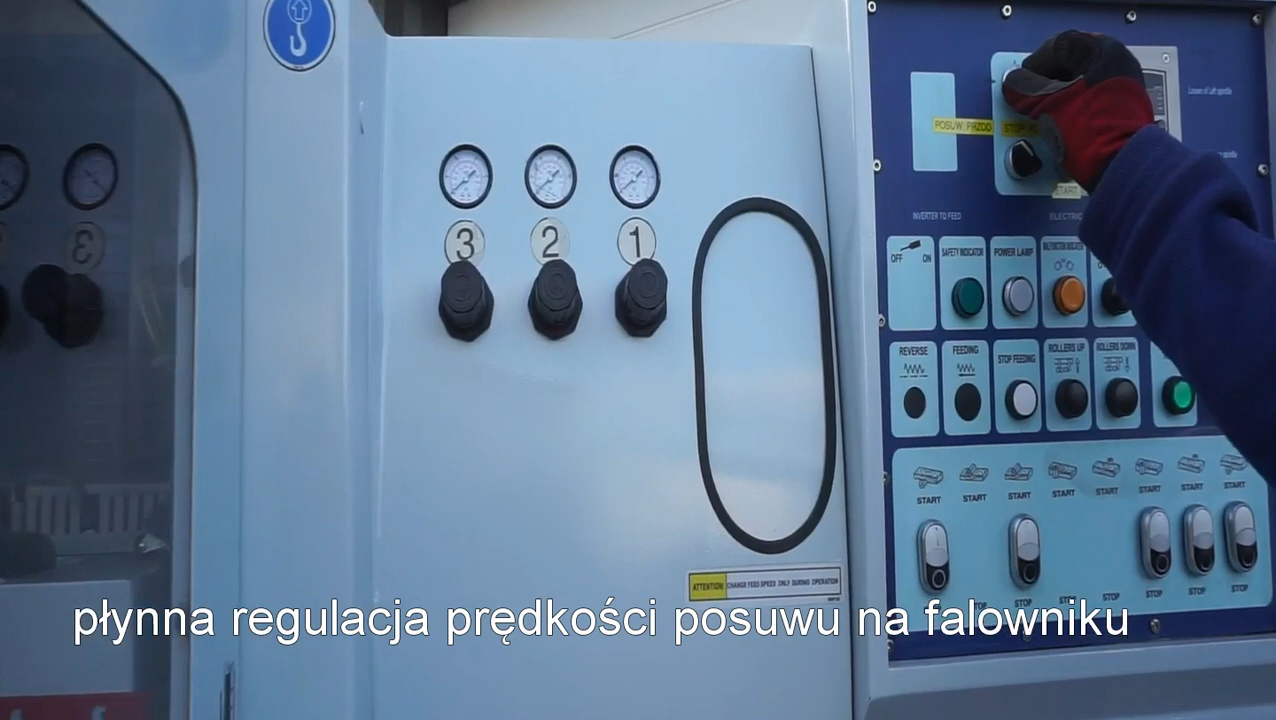 POSUW PRZOD
STOP
START
INVERTER TO FEED
ELECTRIC
3
2
1
OFF ON
SAFETY INDICATOR
POWER LAMP
REVERSE
FEEDING
STOP FEEDING
ROLLERS UP
ROLLERS DOWN
START START START START START START START START
STOP STOP STOP STOP STOP
ATTENTION CHANGE FEED SPEED ONLY DURING OPERATION
płynna regulacja prędkości posuwu na falowniku